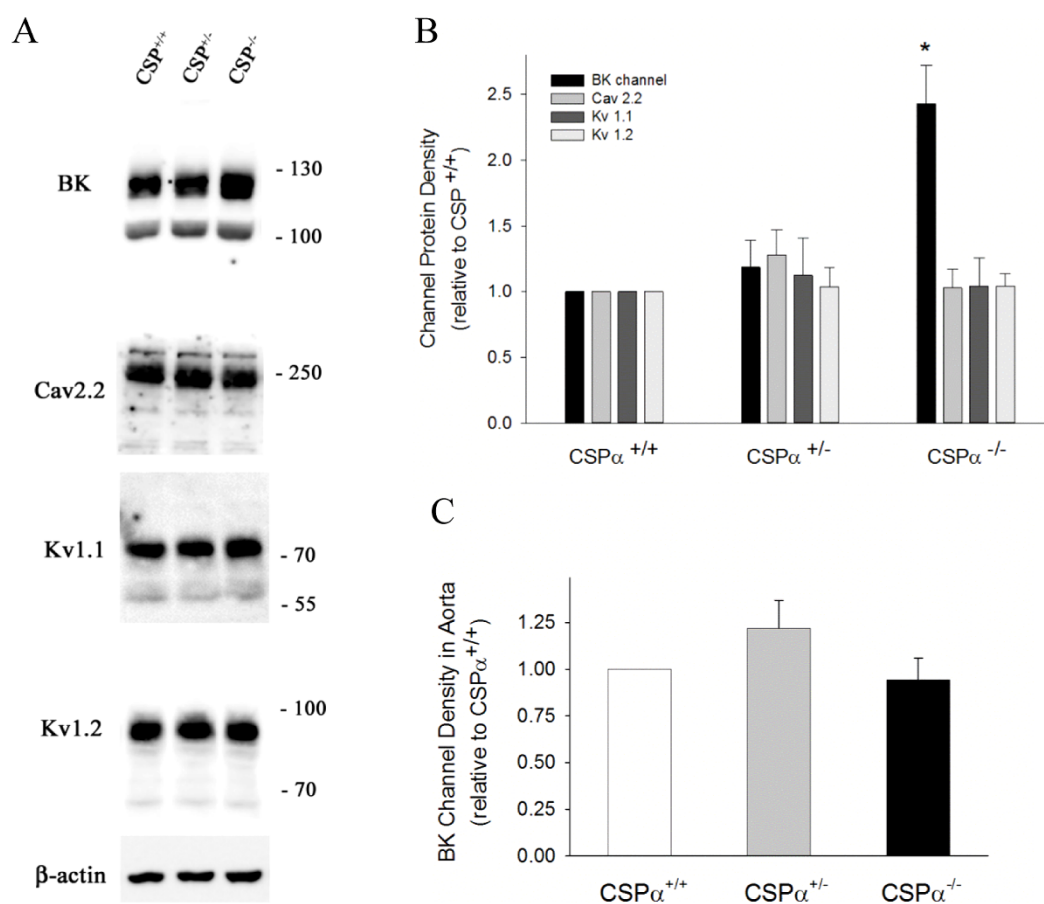 A
CSP+/+
CSP+/-
CSP-/-
BK
- 130
- 100
Cav2.2
- 250
Kv1.1
- 70
- 55
Kv1.2
- 100
- 70
β-actin
B
Channel Protein Density
(relative to CSP +/+)
2.5
2.0
1.5
1.0
0.5
0.0
BK channel
Cav 2.2
Kv 1.1
Kv 1.2
*
CSPα +/+
CSPα +/-
CSPα -/-
C
BK Channel Density in Aorta
(relative to CSPα+/+)
1.25
1.00
0.75
0.50
0.25
0.00
CSPα+/+
CSPα+/-
CSPα-/-